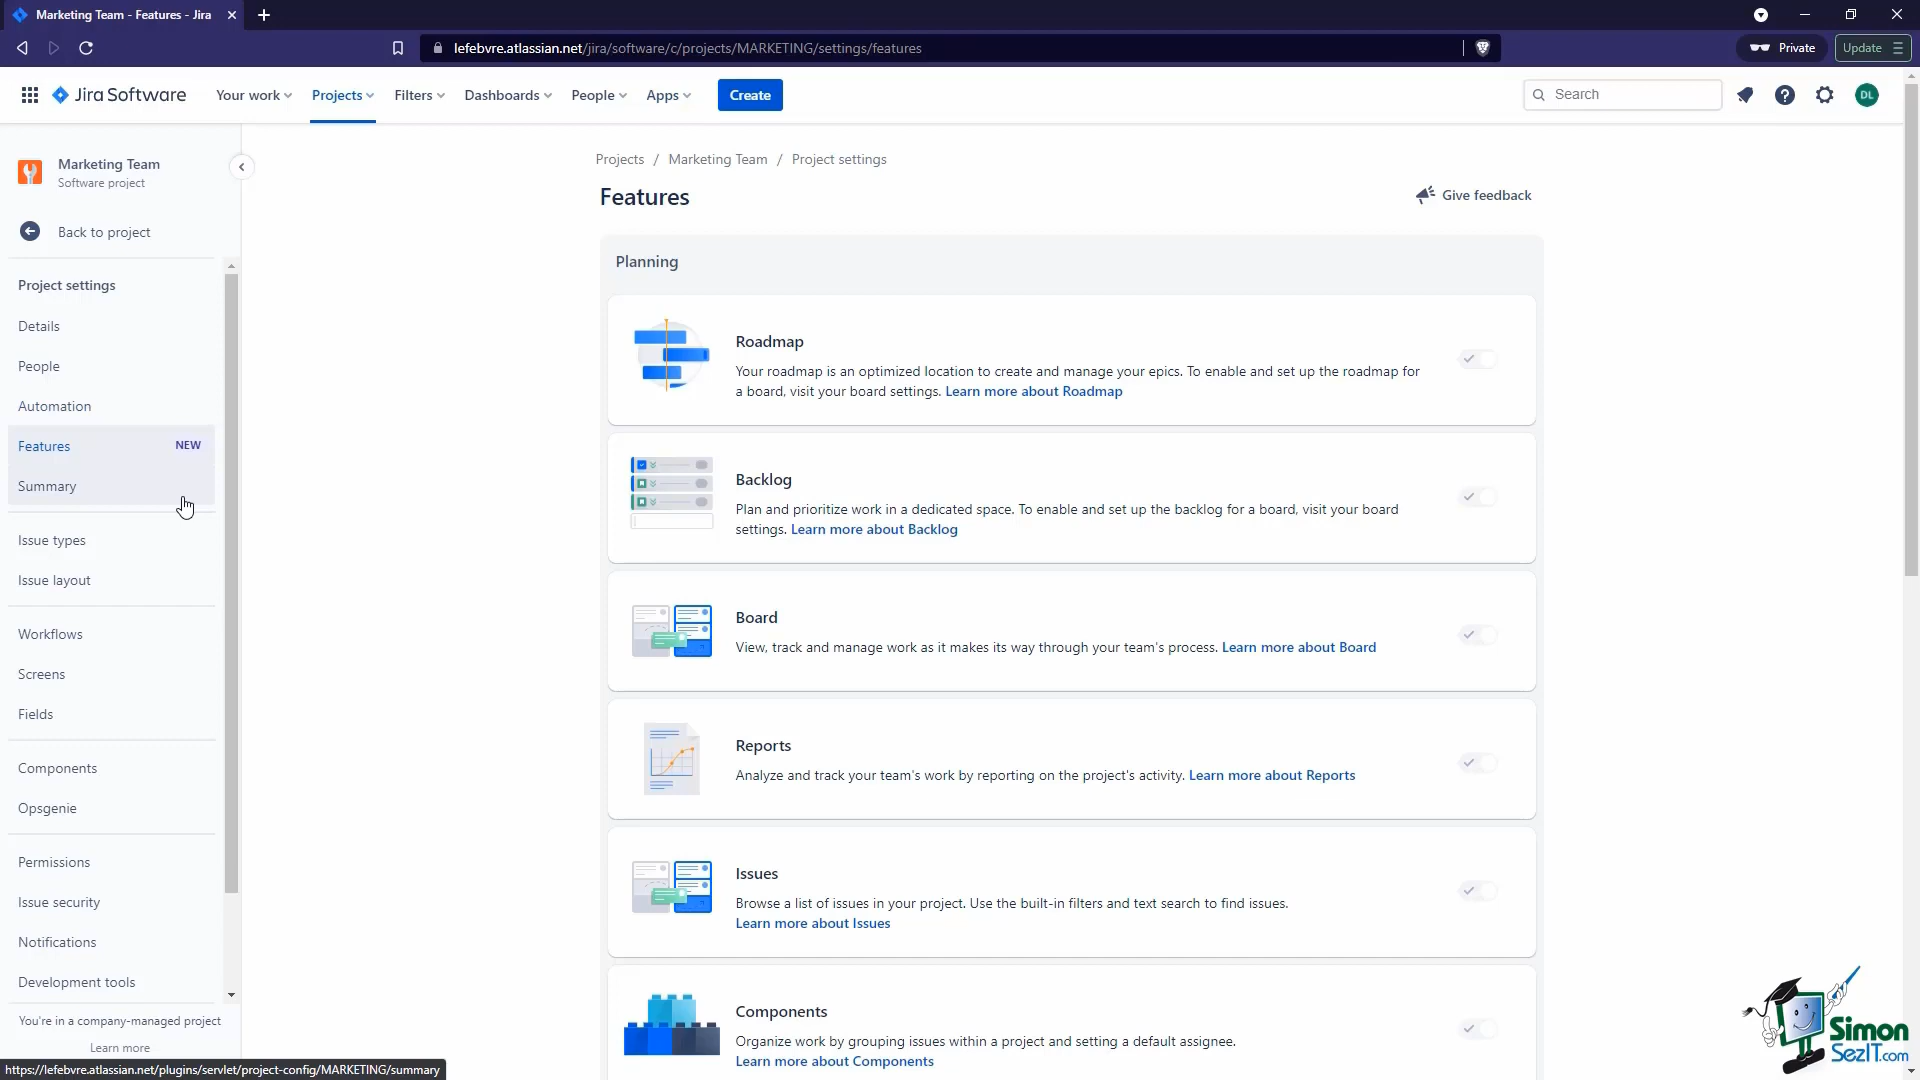 Marketing Team - Features - Jira
lefebvre.atlassian.net/jira/software/c/projects/MARKETING/settings/features
Private
Update
Jira Software
Your work
Projects
Filters
Dashboards
People
Apps
Create
Search
DL
Marketing Team
Software project
Back to project
Project settings
Details
People
Automation
Features NEW
Summary
Issue types
Issue layout
Workflows
Screens
Fields
Components
Opsgenie
Permissions
Issue security
Notifications
Development tools
You're in a company-managed project
Learn more
https://lefebvre.atlassian.net/plugins/servlet/project-config/MARKETING/summary
Projects / Marketing Team / Project settings
Features
Give feedback
Planning
Roadmap
Your roadmap is an optimized location to create and manage your epics. To enable and set up the roadmap for
a board, visit your board settings. Learn more about Roadmap
Backlog
Plan and prioritize work in a dedicated space. To enable and set up the backlog for a board, visit your board
settings. Learn more about Backlog
Board
View, track and manage work as it makes its way through your team's process. Learn more about Board
Reports
Analyze and track your team's work by reporting on the project's activity. Learn more about Reports
Issues
Browse a list of issues in your project. Use the built-in filters and text search to find issues.
Learn more about Issues
Components
Organize work by grouping issues within a project and setting a default assignee.
Learn more about Components
Simon
SezIT.com